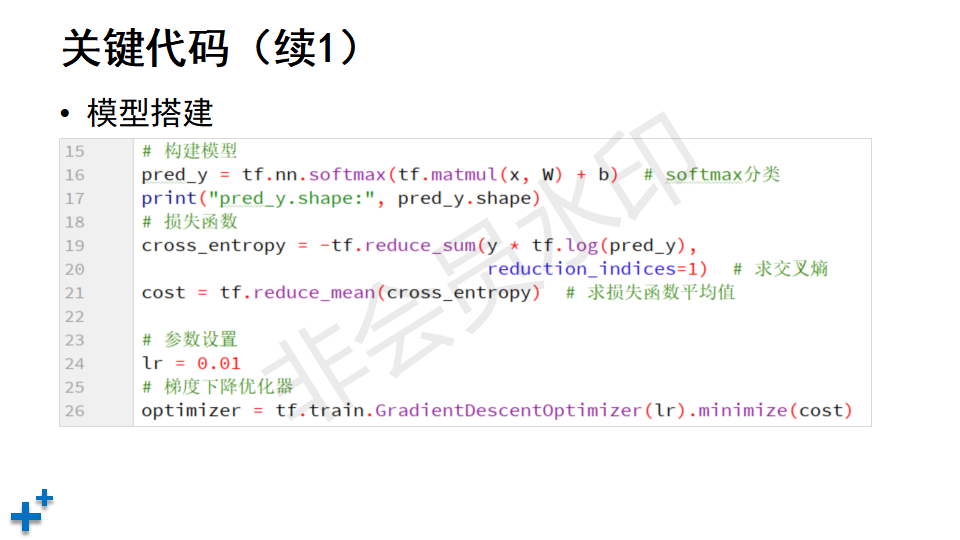 关键代码（续1）
• 模型搭建
15 # 构建模型
16 pred_y = tf.nn.softmax(tf.matmul(x, W) + b) # softmax分类
17 print("pred_y.shape:", pred_y.shape)
18 # 损失函数
19 cross_entropy = -tf.reduce_sum(y * tf.log(pred_y),
20 reduction_indices=1) # 求交叉熵
21 cost = tf.reduce_mean(cross_entropy) # 求损失函数平均值
22
23 # 参数设置
24 lr = 0.01
25 # 梯度下降优化器
26 optimizer = tf.train.GradientDescentOptimizer(lr).minimize(cost)
非会员水印